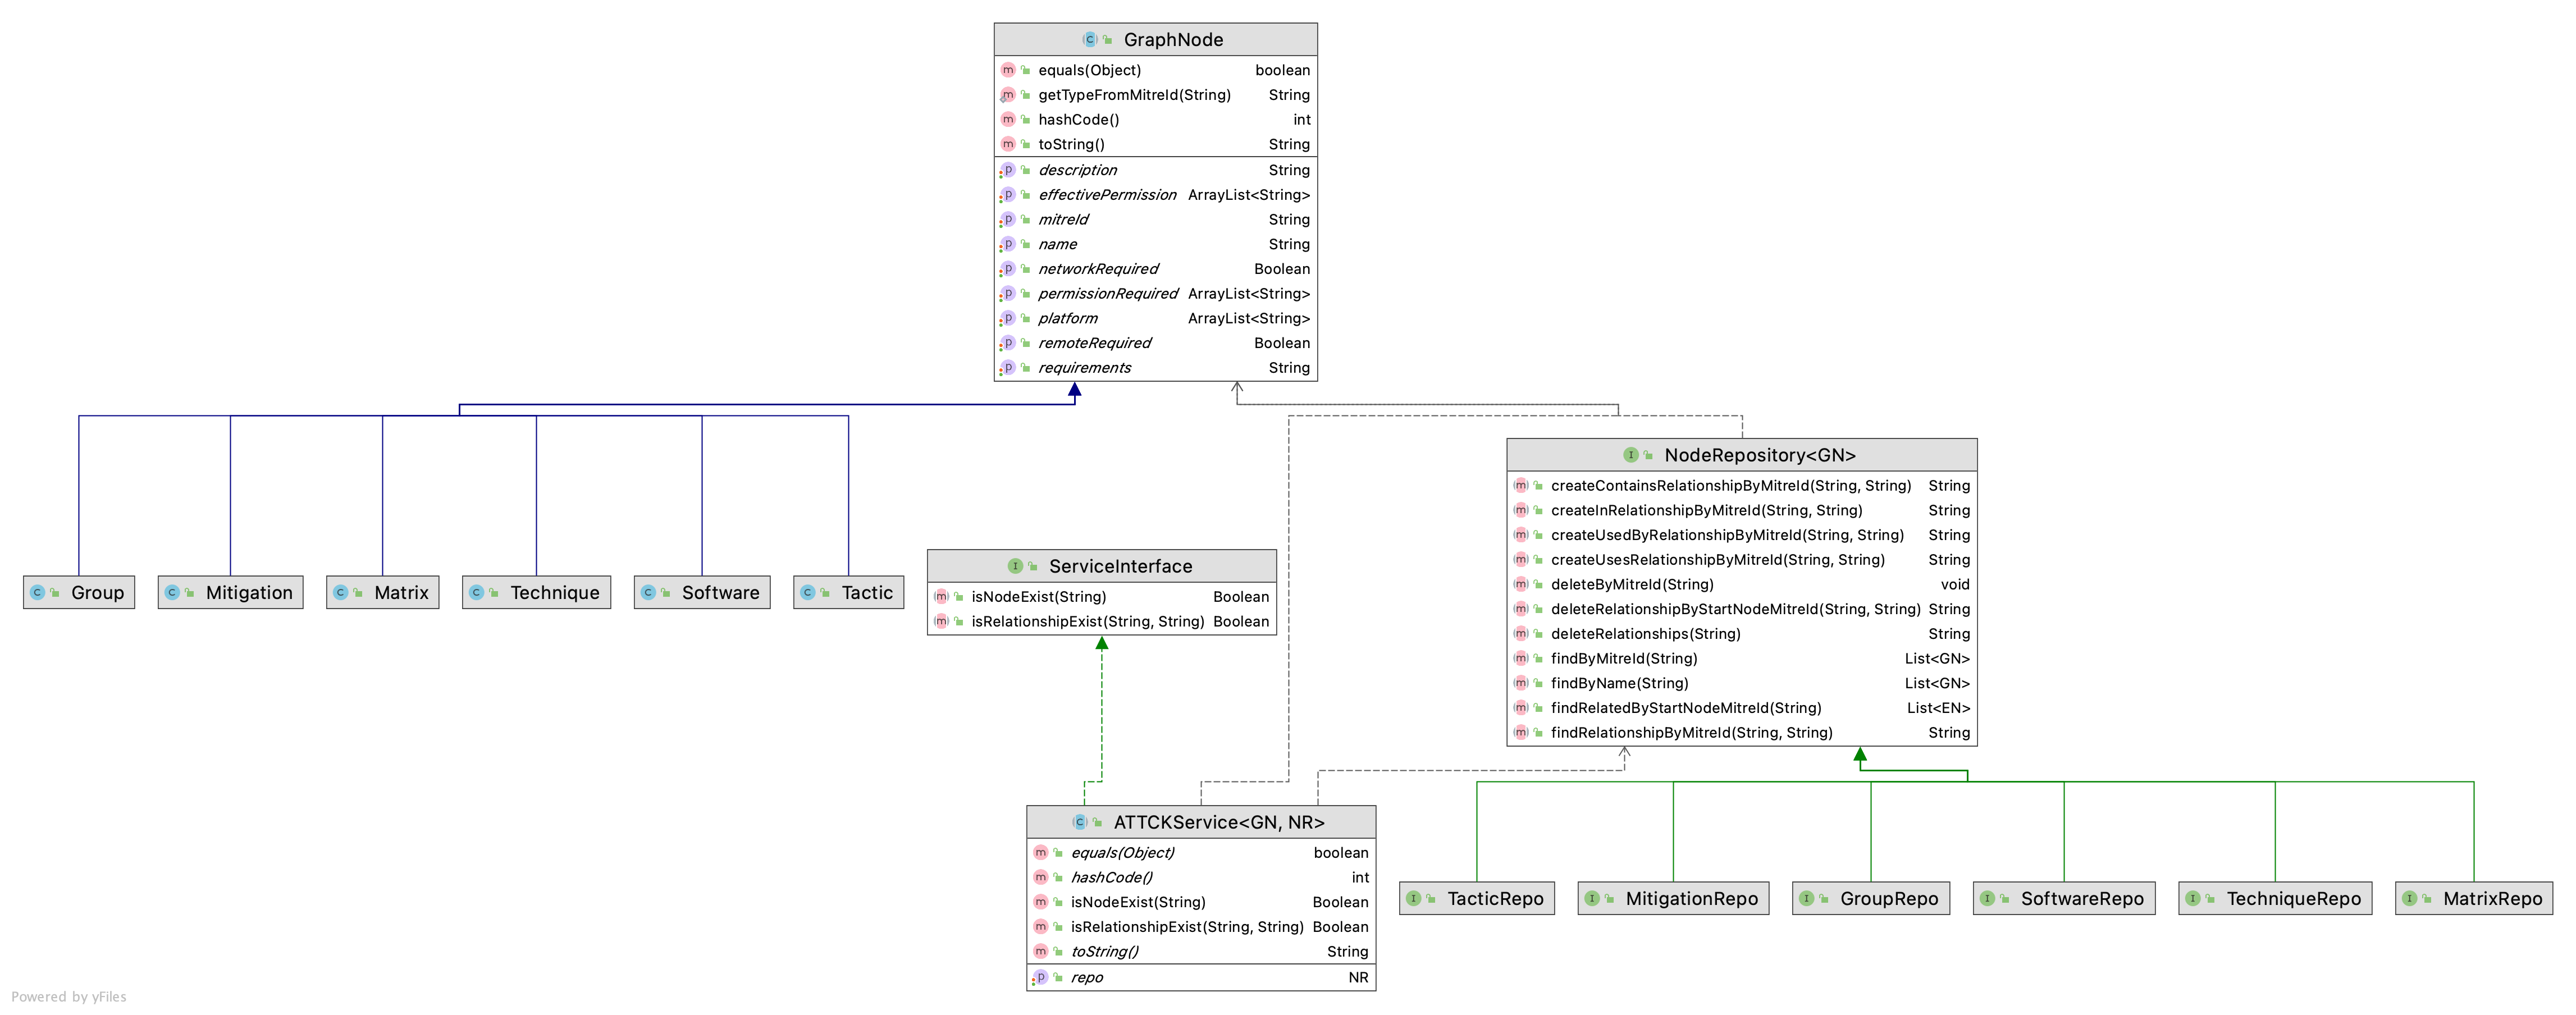 GraphNode
equals(Object) boolean
getTypeFromMitreId(String) String
hashCode() int
toString() String
description String
effectivePermission ArrayList<String>
mitreId String
name String
networkRequired Boolean
permissionRequired ArrayList<String>
platform ArrayList<String>
remoteRequired Boolean
requirements String
Group
Mitigation
Matrix
Technique
Software
Tactic
ServiceInterface
isNodeExist(String) Boolean
isRelationshipExist(String, String) Boolean
NodeRepository<GN>
createContainsRelationshipByMitreId(String, String) String
createInRelationshipByMitreId(String, String) String
createUsedByRelationshipByMitreId(String, String) String
createUsesRelationshipByMitreId(String, String) String
deleteByMitreId(String) void
deleteRelationshipByStartNodeMitreId(String, String) String
deleteRelationships(String) String
findByMitreId(String) List<GN>
findByName(String) List<GN>
findRelatedByStartNodeMitreId(String) List<EN>
findRelationshipByMitreId(String, String) String
ATTCKService<GN, NR>
equals(Object) boolean
hashCode() int
isNodeExist(String) Boolean
isRelationshipExist(String, String) Boolean
toString() String
repo NR
TacticRepo
MitigationRepo
GroupRepo
SoftwareRepo
TechniqueRepo
MatrixRepo
Powered by yFiles